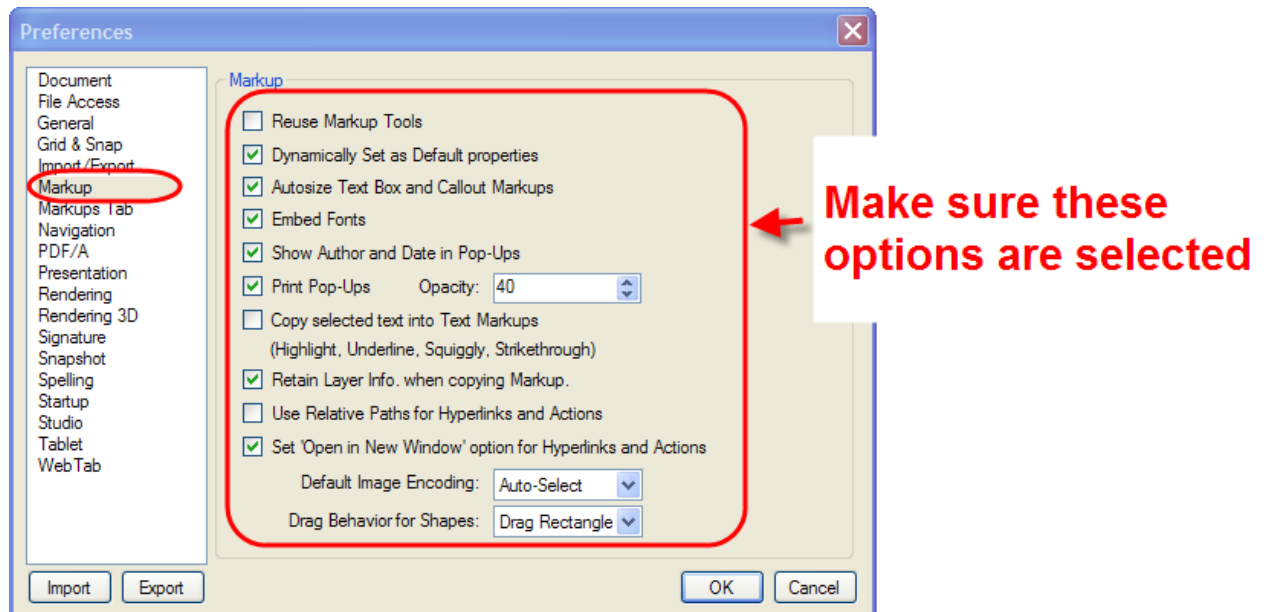 Preferences
Document
File Access
General
Grid & Snap
Import/Export
Markup
Markups Tab
Navigation
PDF/A
Presentation
Rendering
Rendering 3D
Signature
Snapshot
Spelling
Startup
Studio
Tablet
WebTab
Import Export
Markup
Reuse Markup Tools
Dynamically Set as Default properties
Autosize Text Box and Callout Markups
Embed Fonts
Show Author and Date in Pop-Ups
Print Pop-Ups Opacity: 40
Copy selected text into Text Markups
(Highlight, Underline, Squiggly, Strikethrough)
Retain Layer Info. when copying Markup.
Use Relative Paths for Hyperlinks and Actions
Set 'Open in New Window' option for Hyperlinks and Actions
Default Image Encoding: Auto-Select
Drag Behavior for Shapes: Drag Rectangle
OK Cancel
Make sure these
options are selected